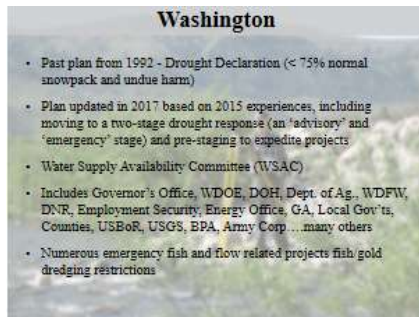 Washington
• Past plan from 1992 - Drought Declaration (< 75% normal
snowpack and undue harm)
• Plan updated in 2017 based on 2015 experiences, including
moving to a two-stage drought response (an 'advisory' and
'emergency' stage) and pre-staging to expedite projects
• Water Supply Availability Committee (WSAC)
• Includes Governor's Office, WDOE, DOH, Dept. of Ag., WDFW,
DNR, Employment Security, Energy Office, GA, Local Gov'ts,
Counties, USBoR, USGS, BPA, Army Corp….many others
• Numerous emergency fish and flow related projects fish/gold
dredging restrictions